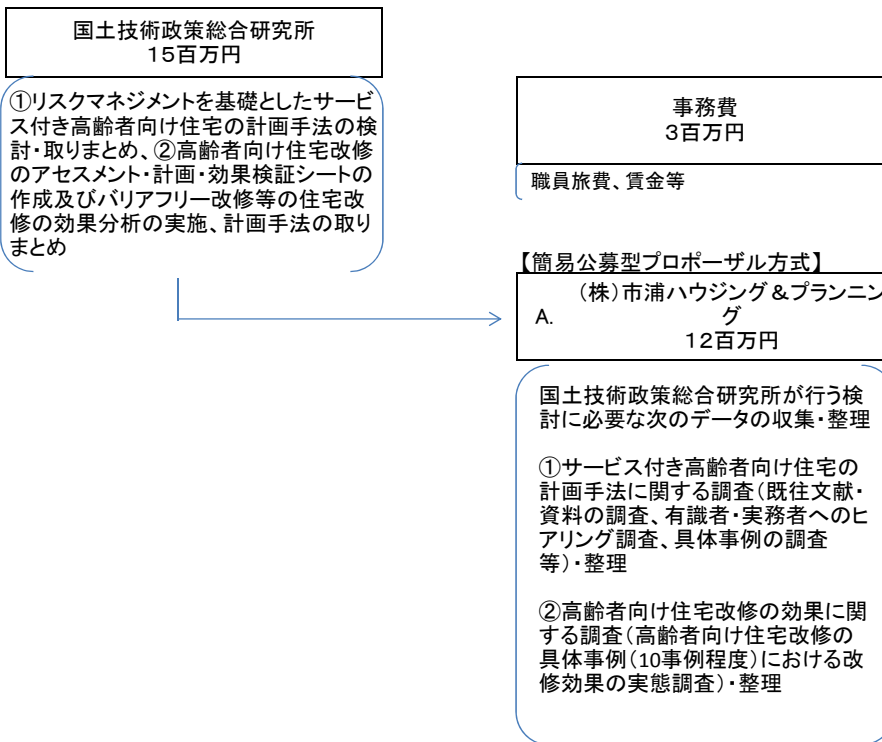 国土技術政策総合研究所
15百万円
①リスクマネジメントを基礎としたサービ
ス付き高齢者向け住宅の計画手法の検
討・取りまとめ、②高齢者向け住宅改修
のアセスメント・計画・効果検証シートの
作成及びバリアフリー改修等の住宅改
修の効果分析の実施、計画手法の取り
まとめ
事務費
3百万円
職員旅費、賃金等
【簡易公募型プロポーザル方式】
A.
（株）市浦ハウジング＆プランニン
グ
12百万円
国土技術政策総合研究所が行う検
討に必要な次のデータの収集・整理
①サービス付き高齢者向け住宅の
計画手法に関する調査（既往文献・
資料の調査、有識者・実務者へのヒ
アリング調査、具体事例の調査
等）・整理
②高齢者向け住宅改修の効果に関
する調査（高齢者向け住宅改修の
具体事例（10事例程度）における改
修効果の実態調査）・整理